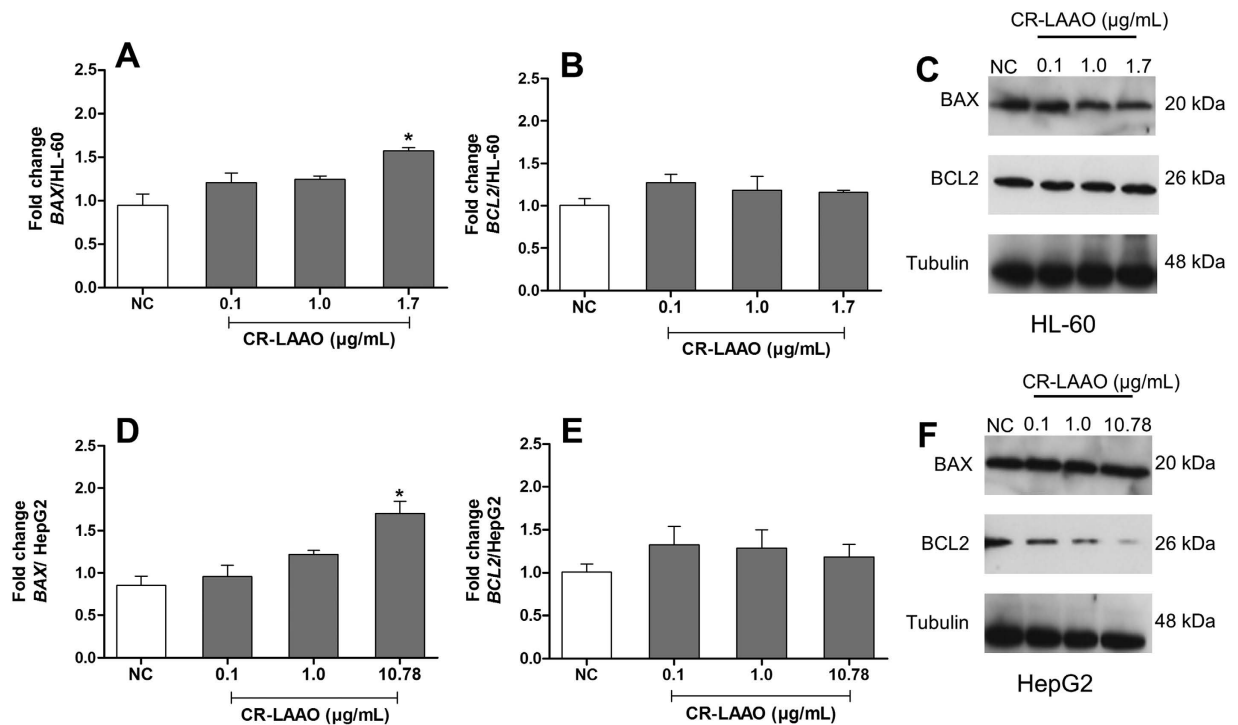 A
Fold change
BAX/HL-60
2.5
2.0
1.5
1.0
0.5
0.0
*
NC
0.1
1.0
1.7
CR-LAAO (µg/mL)
B
Fold change
BCL2/HL-60
2.5
2.0
1.5
1.0
0.5
0.0
NC
0.1
1.0
1.7
CR-LAAO (µg/mL)
C
CR-LAAO (µg/mL)
NC 0.1 1.0 1.7
BAX 20 kDa
BCL2 26 kDa
Tubulin 48 kDa
HL-60
D
Fold change
BAX/ HepG2
2.5
2.0
1.5
1.0
0.5
0.0
*
NC
0.1
1.0
10.78
CR-LAAO (µg/mL)
E
Fold change
BCL2/HepG2
2.5
2.0
1.5
1.0
0.5
0.0
NC
0.1
1.0
10.78
CR-LAAO (µg/mL)
F
CR-LAAO (µg/mL)
NC 0.1 1.0 10.78
BAX 20 kDa
BCL2 26 kDa
Tubulin 48 kDa
HepG2